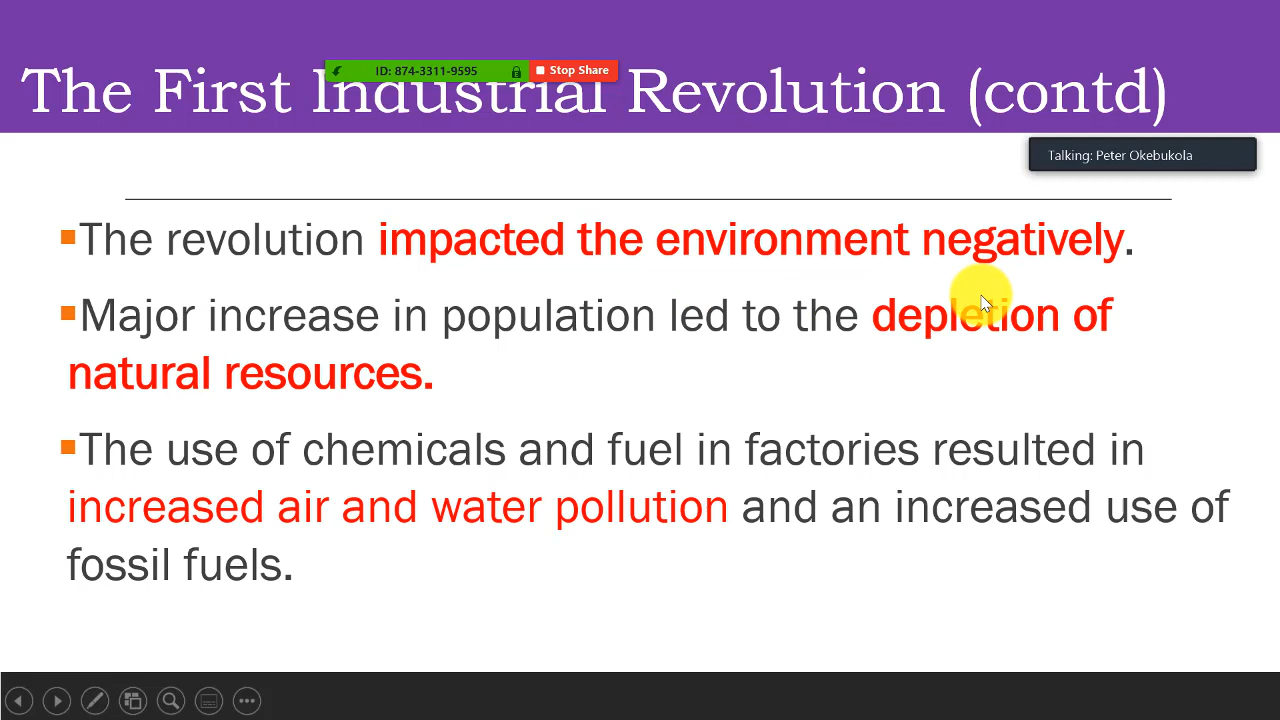 ID: 874-3311-9595 Stop Share
The First Industrial Revolution (contd)
Talking: Peter Okebukola
The revolution impacted the environment negatively.
Major increase in population led to the depletion of
natural resources.
The use of chemicals and fuel in factories resulted in
increased air and water pollution and an increased use of
fossil fuels.